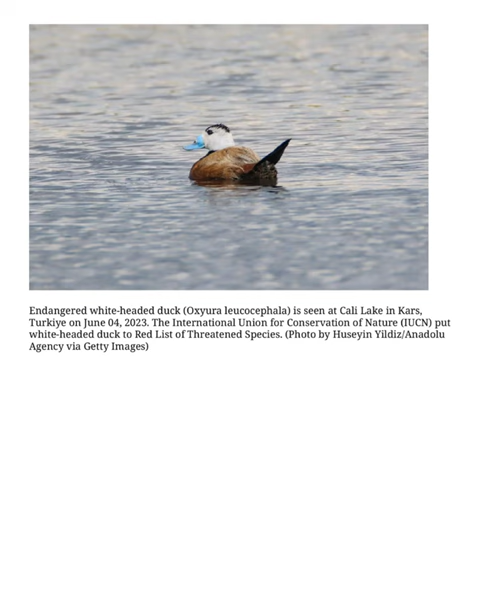 Endangered white-headed duck (Oxyura leucocephala) is seen at Cali Lake in Kars,
Turkiye on June 04, 2023. The International Union for Conservation of Nature (IUCN) put
white-headed duck to Red List of Threatened Species. (Photo by Huseyin Yildiz/Anadolu
Agency via Getty Images)